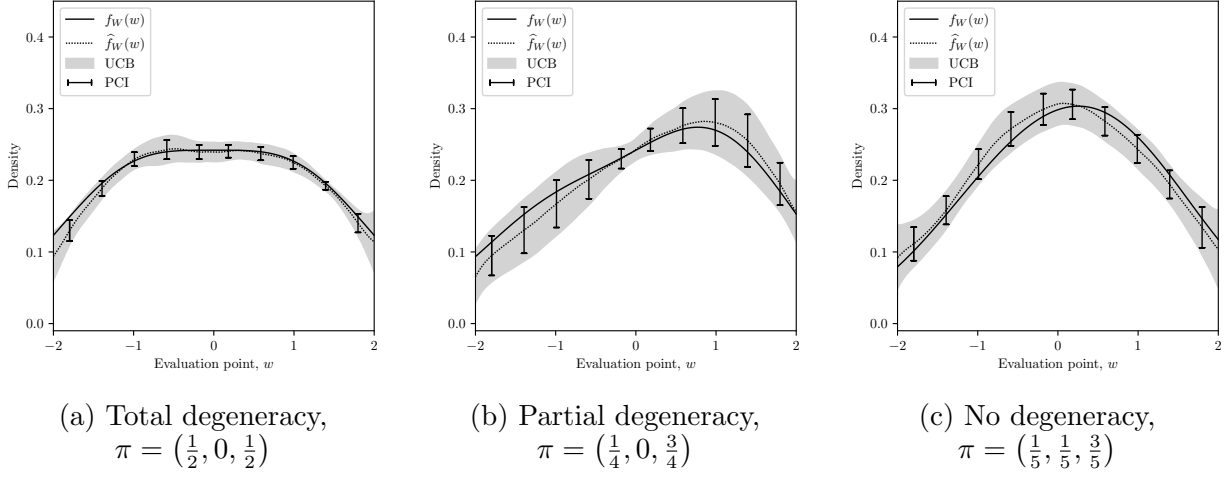 f_W(w)
f̂_W(w)
UCB
PCI
0.4
0.3
0.2
0.1
0.0
Density
−2 −1 0 1 2
Evaluation point, w
(a) Total degeneracy,
π = (1/2, 0, 1/2)
f_W(w)
f̂_W(w)
UCB
PCI
0.4
0.3
0.2
0.1
0.0
Density
−2 −1 0 1 2
Evaluation point, w
(b) Partial degeneracy,
π = (1/4, 0, 3/4)
f_W(w)
f̂_W(w)
UCB
PCI
0.4
0.3
0.2
0.1
0.0
Density
−2 −1 0 1 2
Evaluation point, w
(c) No degeneracy,
π = (1/5, 1/5, 3/5)